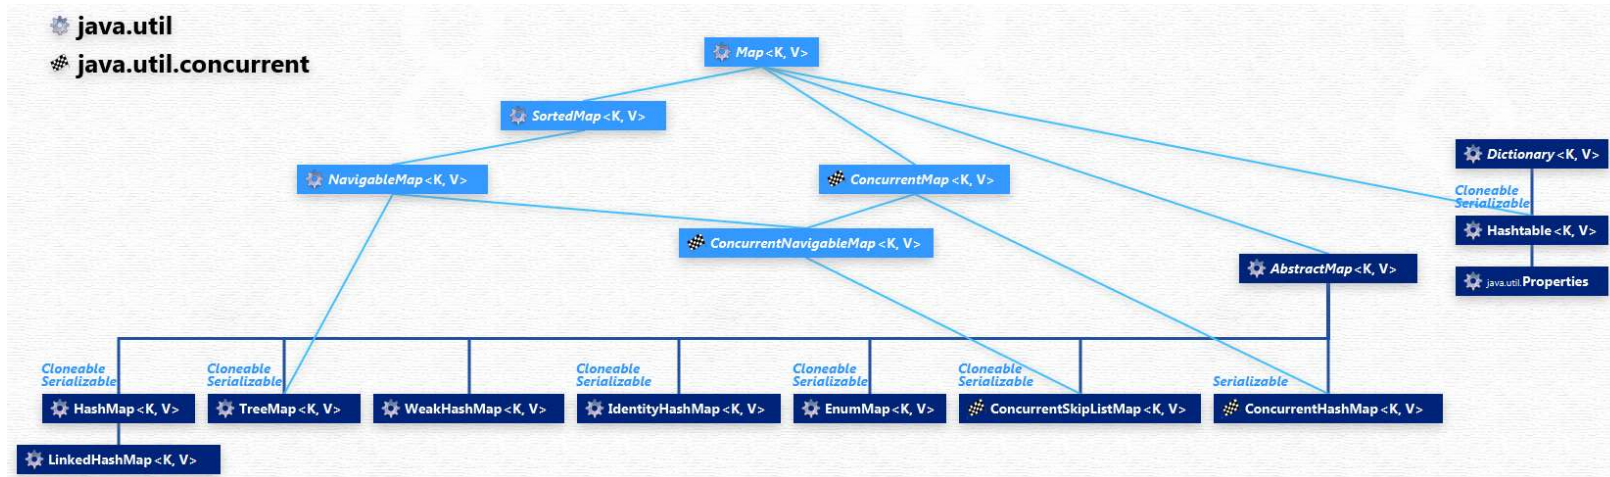 java.util
java.util.concurrent
Map<K, V>
SortedMap<K, V>
Dictionary<K, V>
NavigableMap<K, V>
ConcurrentMap<K, V>
Cloneable
Serializable
Hashtable<K, V>
ConcurrentNavigableMap<K, V>
AbstractMap<K, V>
java.util.Properties
Cloneable
Serializable
Cloneable
Serializable
Cloneable
Serializable
Cloneable
Serializable
Cloneable
Serializable
Serializable
HashMap<K, V>
TreeMap<K, V>
WeakHashMap<K, V>
IdentityHashMap<K, V>
EnumMap<K, V>
ConcurrentSkipListMap<K, V>
ConcurrentHashMap<K, V>
LinkedHashMap<K, V>